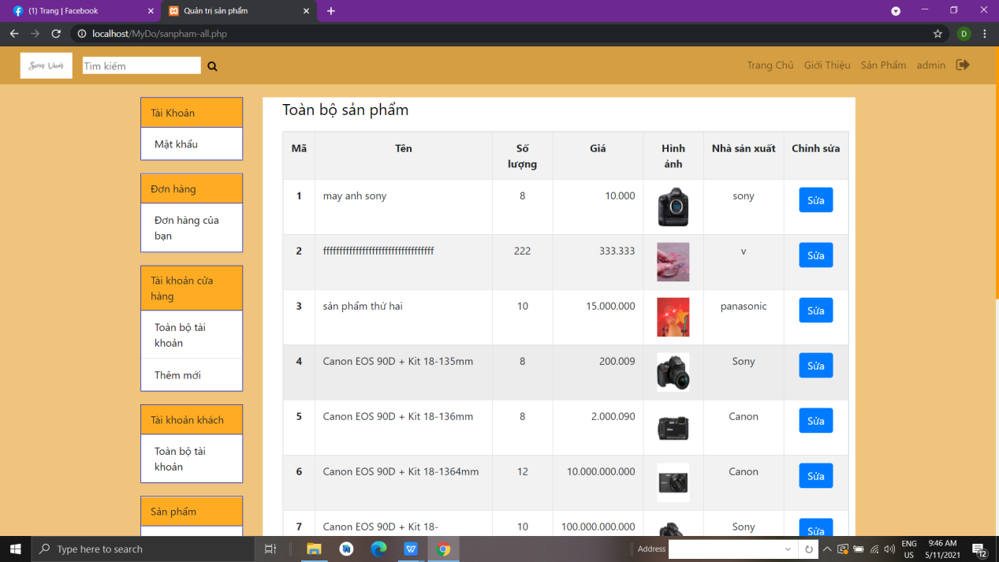 (1) Trang | Facebook
Quản trị sản phẩm
localhost/MyDo/sanpham-all.php
D
Sien Vien
Tìm kiếm
Trang Chủ Giới Thiệu Sản Phẩm admin
Tài Khoản
Mật khẩu
Đơn hàng
Đơn hàng của
bạn
Tài khoản cửa
hàng
Toàn bộ tài
khoản
Thêm mới
Tài khoản khách
Toàn bộ tài
khoản
Sản phẩm
Toàn bộ sản phẩm
Mã Tên Số lượng Giá Hình ảnh Nhà sản xuất Chỉnh sửa
1 may anh sony 8 10.000 sony Sửa
2 ffffffffffffffffffffffffffffffffff 222 333.333 v Sửa
3 sản phẩm thứ hai 10 15.000.000 panasonic Sửa
4 Canon EOS 90D + Kit 18-135mm 8 200.009 Sony Sửa
5 Canon EOS 90D + Kit 18-136mm 8 2.000.090 Canon Sửa
6 Canon EOS 90D + Kit 18-1364mm 12 10.000.000.000 Canon Sửa
7 Canon EOS 90D + Kit 18- 10 100.000.000.000 Sony Sửa
Type here to search
Address
ENG
US
9:46 AM
5/11/2021
12